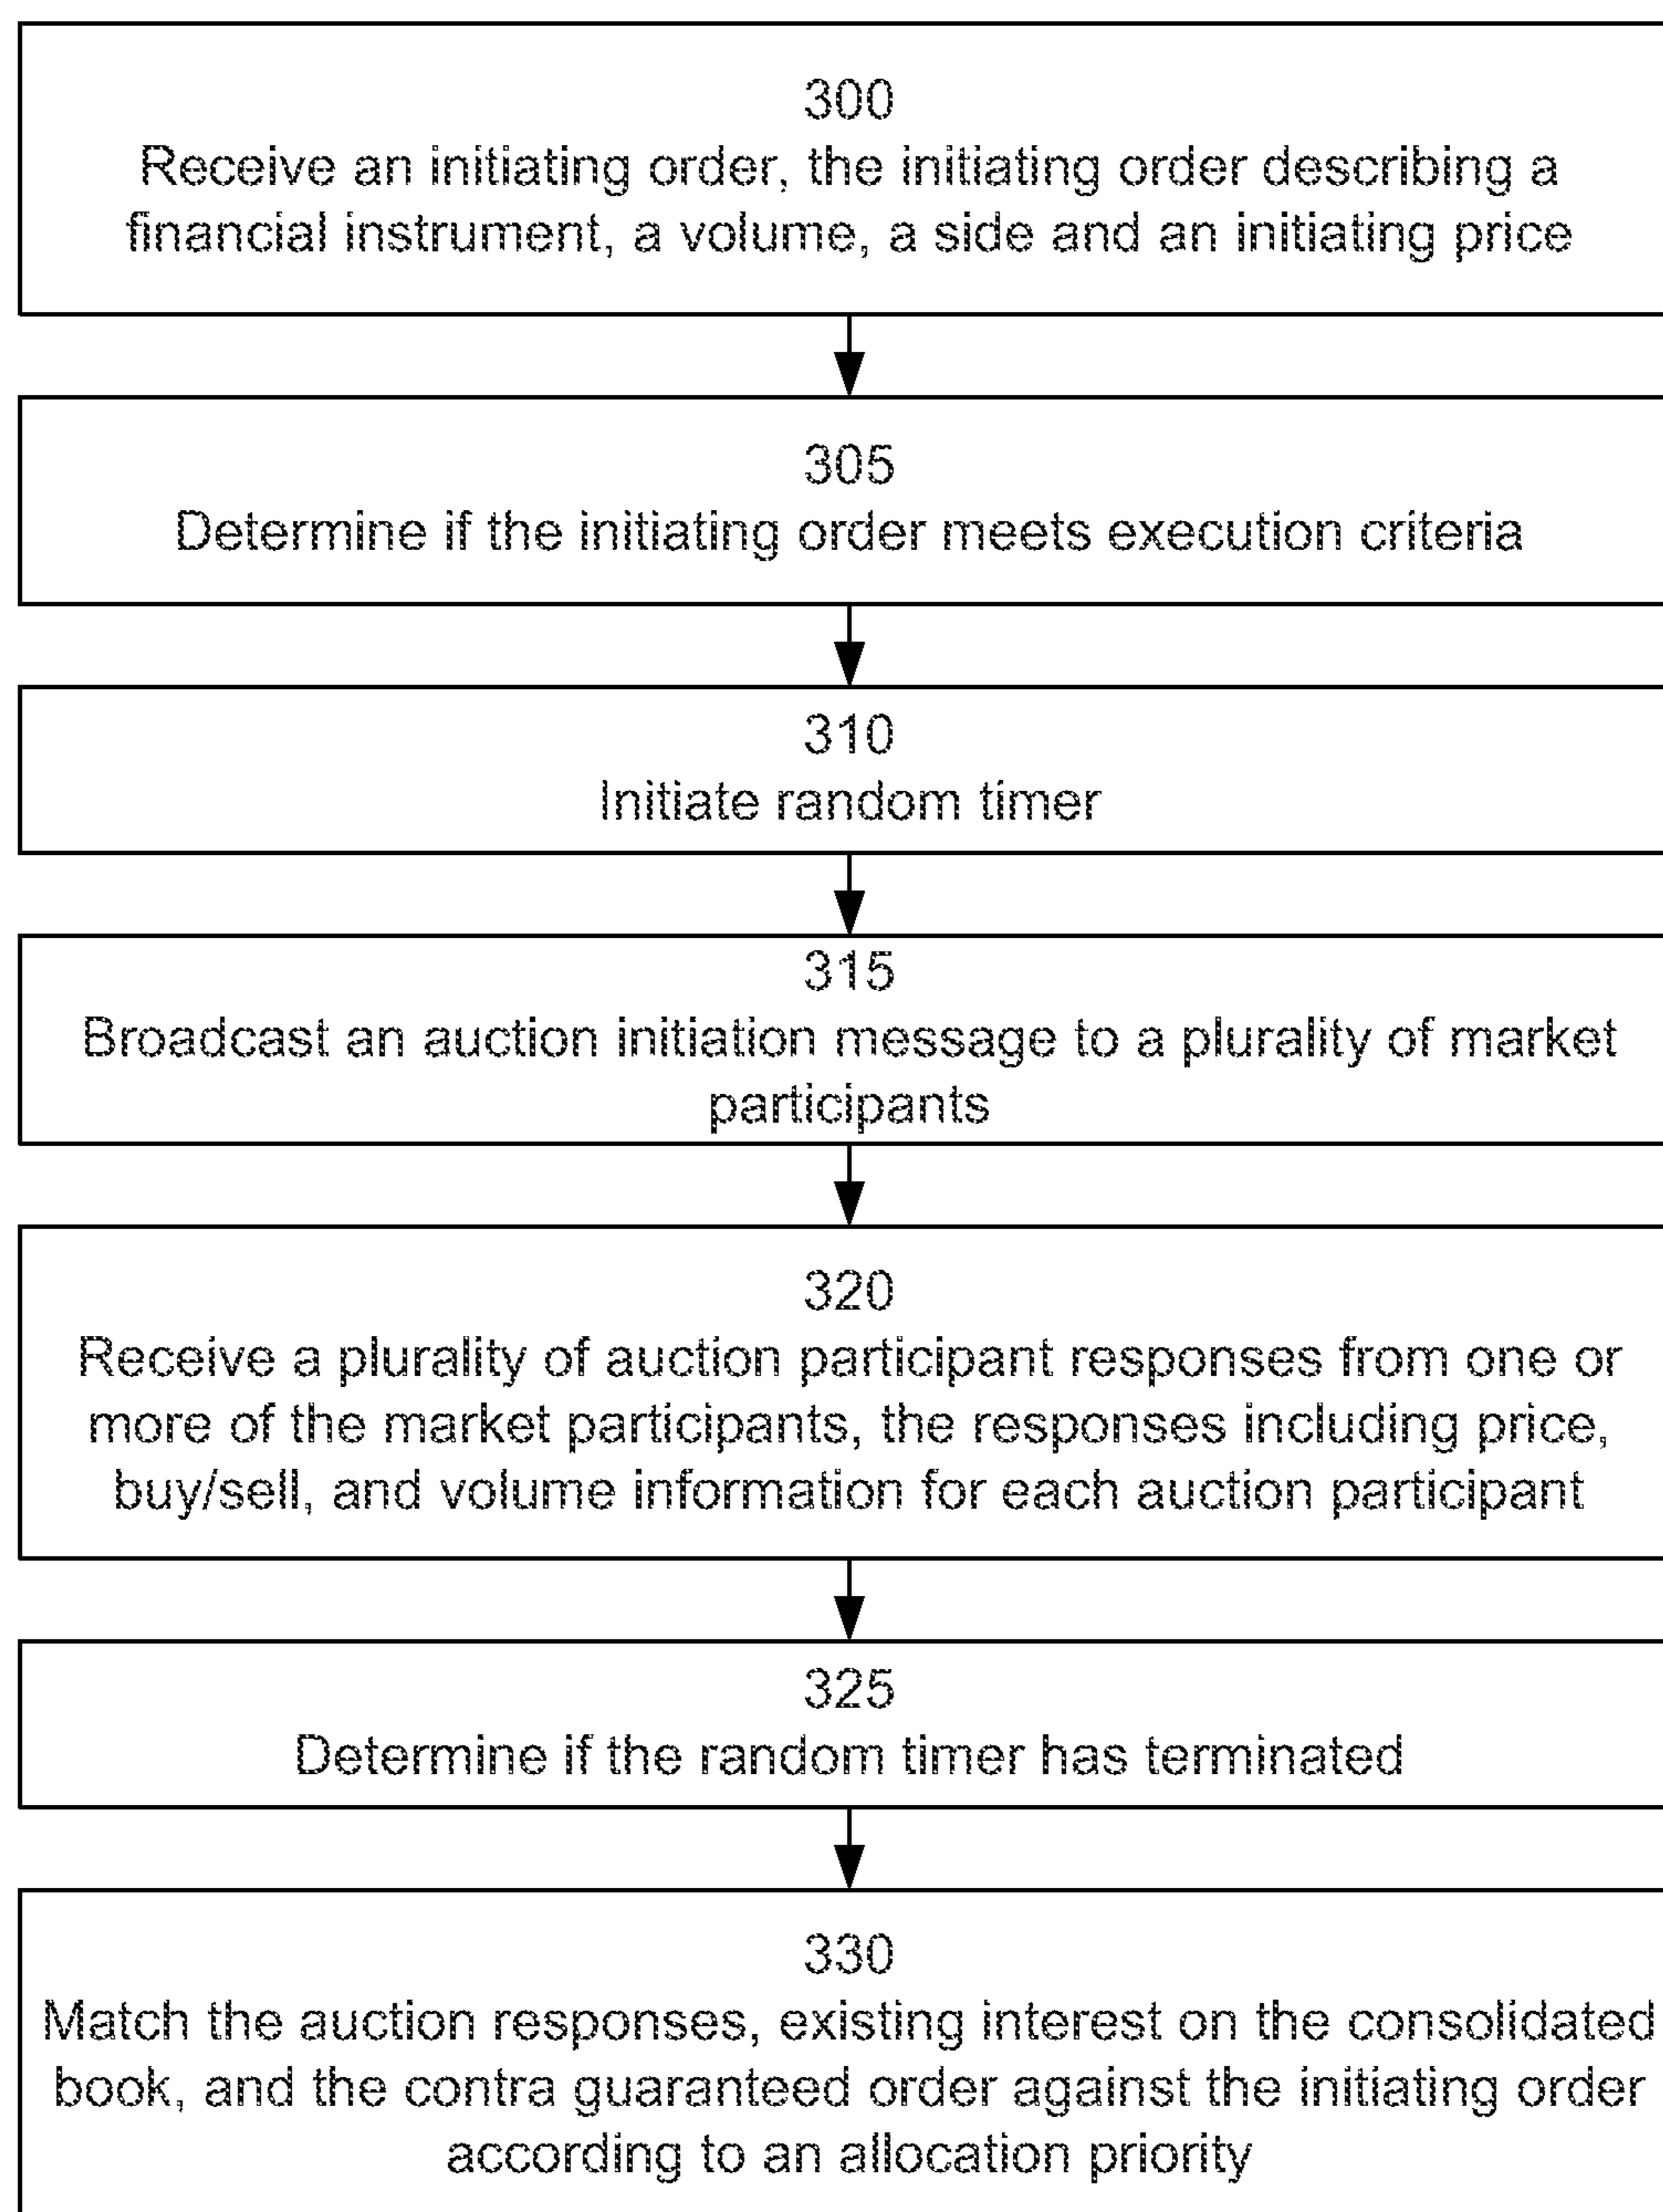 300
Receive an initiating order, the initiating order describing a
financial instrument, a volume, a side and an initiating price
305
Determine if the initiating order meets execution criteria
310
Initiate random timer
315
Broadcast an auction initiation message to a plurality of market
participants
320
Receive a plurality of auction participant responses from one or
more of the market participants, the responses including price,
buy/sell, and volume information for each auction participant
325
Determine if the random timer has terminated
330
Match the auction responses, existing interest on the consolidated
book, and the contra guaranteed order against the initiating order
according to an allocation priority